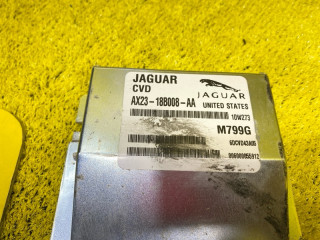 JAGUAR
CVD
JAGUAR
AX23-18B008-AA
UNITED STATES
10W273
M799G